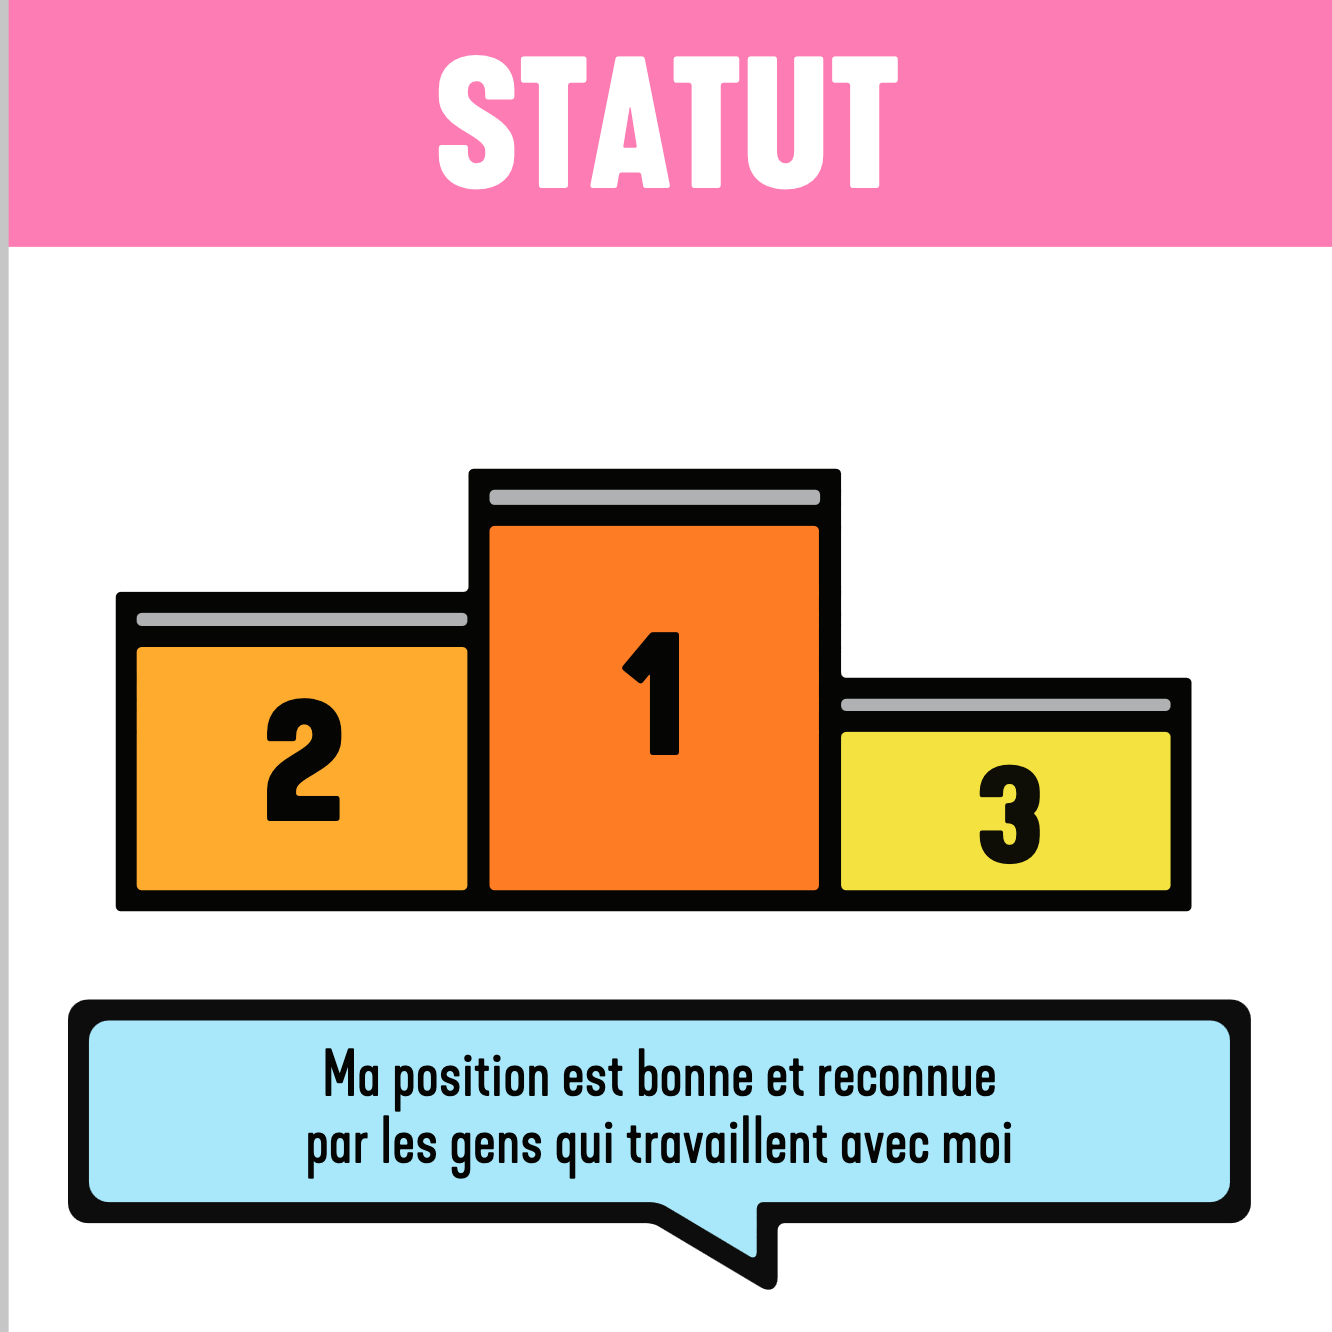 STATUT
2
1
3
Ma position est bonne et reconnue
par les gens qui travaillent avec moi